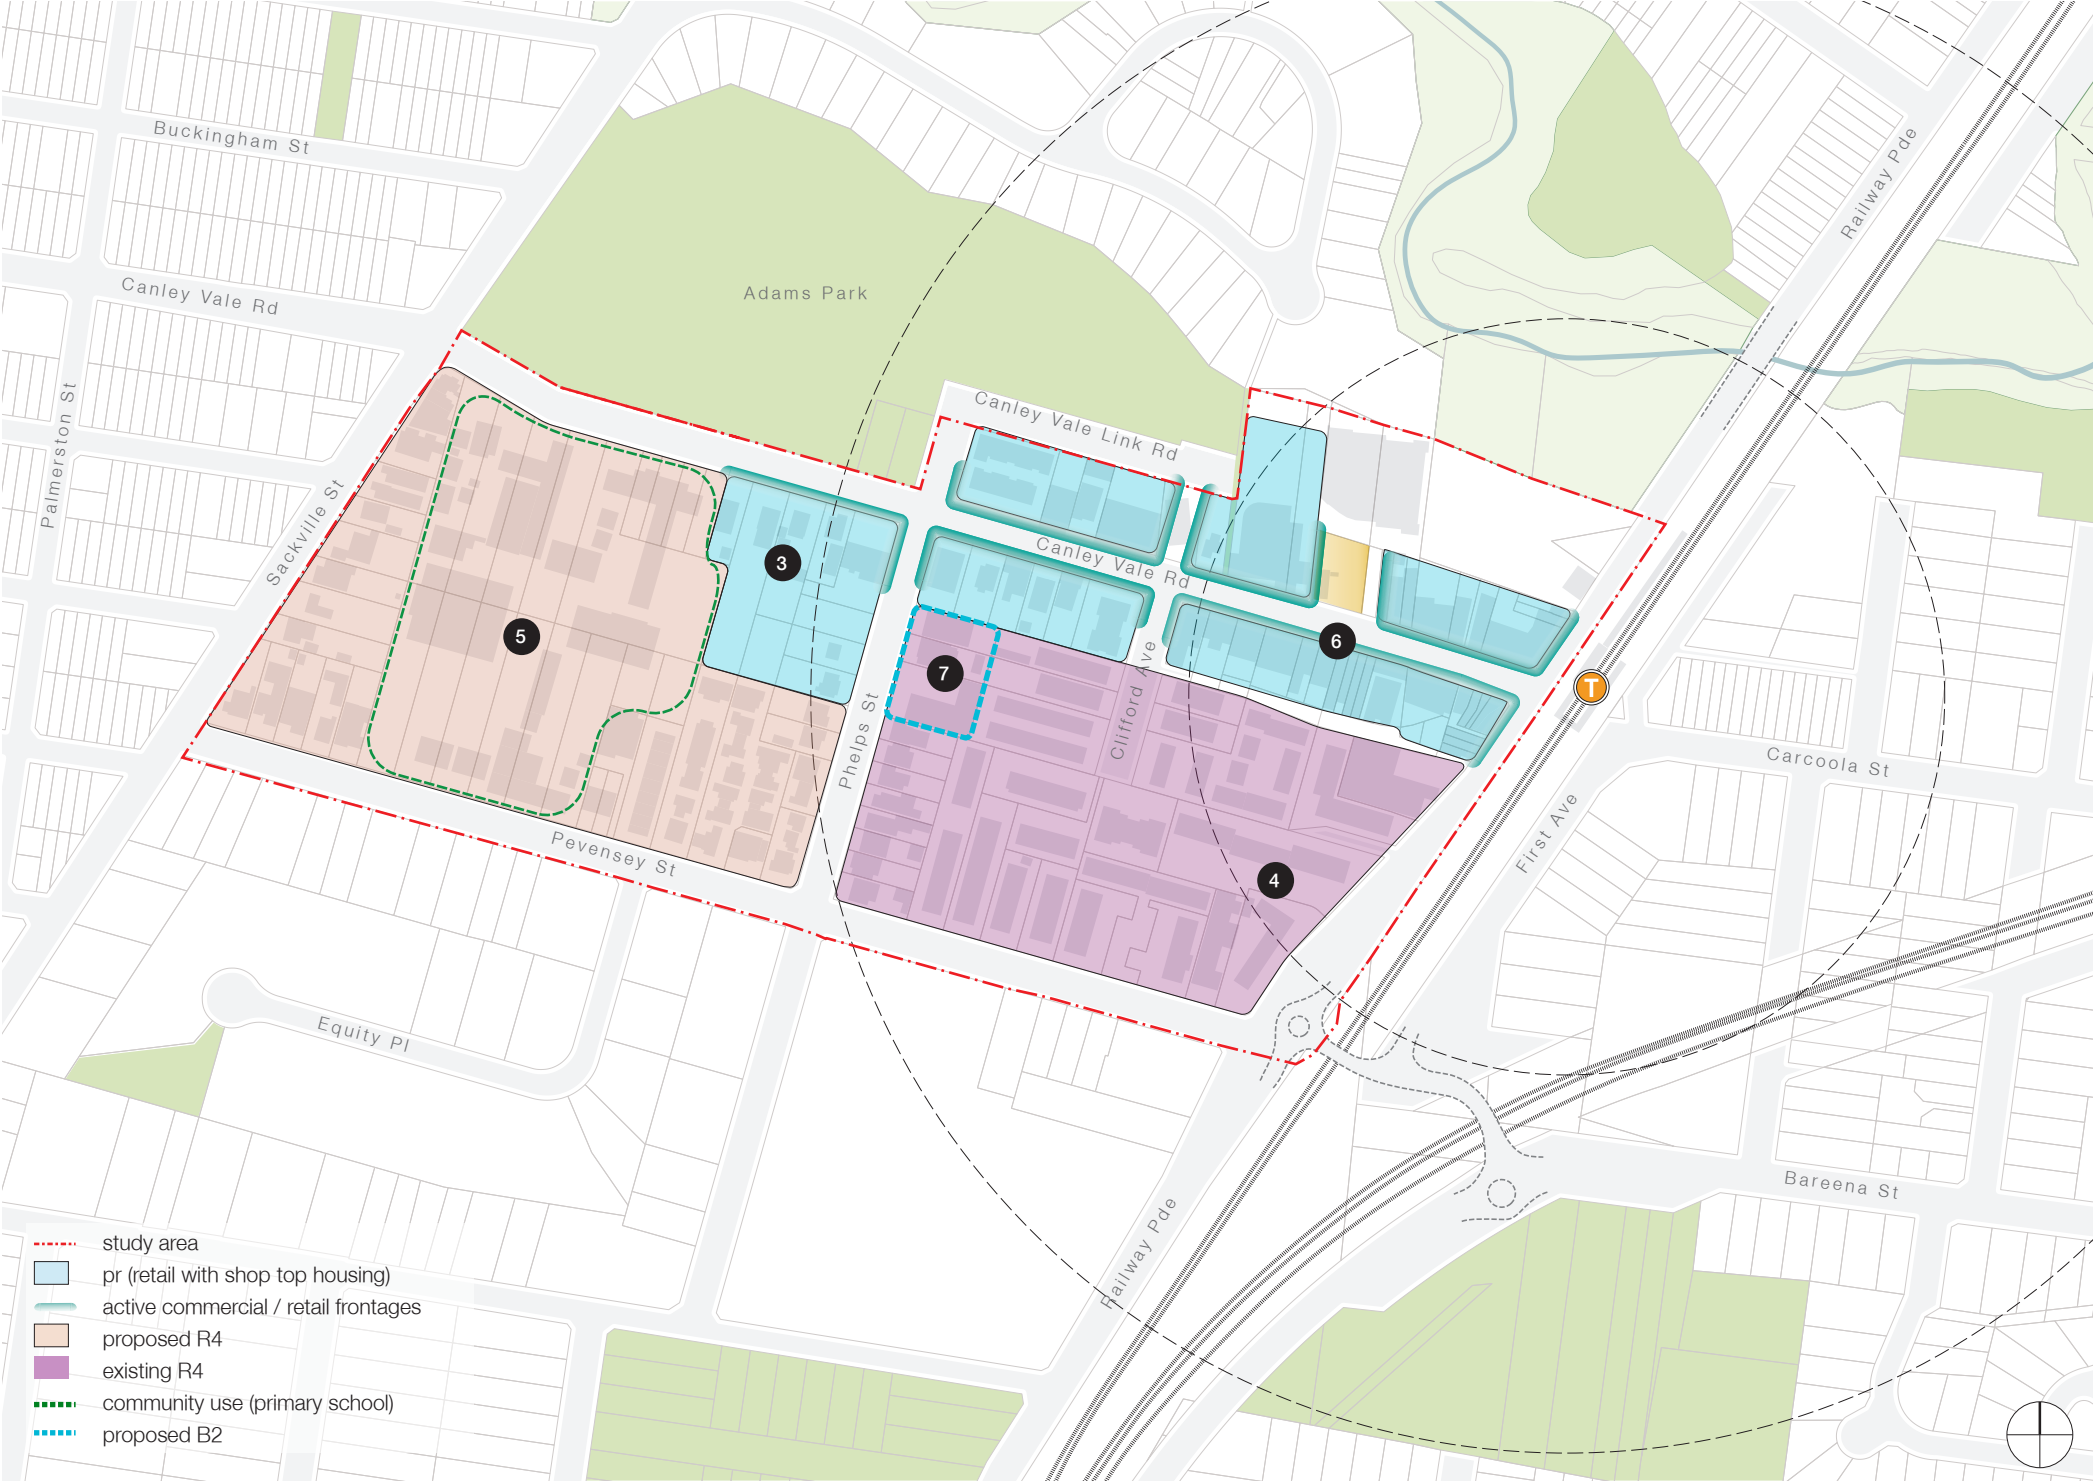 Buckingham St
Canley Vale Rd
Palmerston St
Sackville St
Adams Park
Canley Vale Link Rd
Canley Vale Rd
Railway Pde
3
5
6
7
4
T
Clifford Ave
Phelps St
Pevensey St
Carcoola St
First Ave
Equity Pl
Bareena St
Railway Pde
study area
pr (retail with shop top housing)
active commercial / retail frontages
proposed R4
existing R4
community use (primary school)
proposed B2